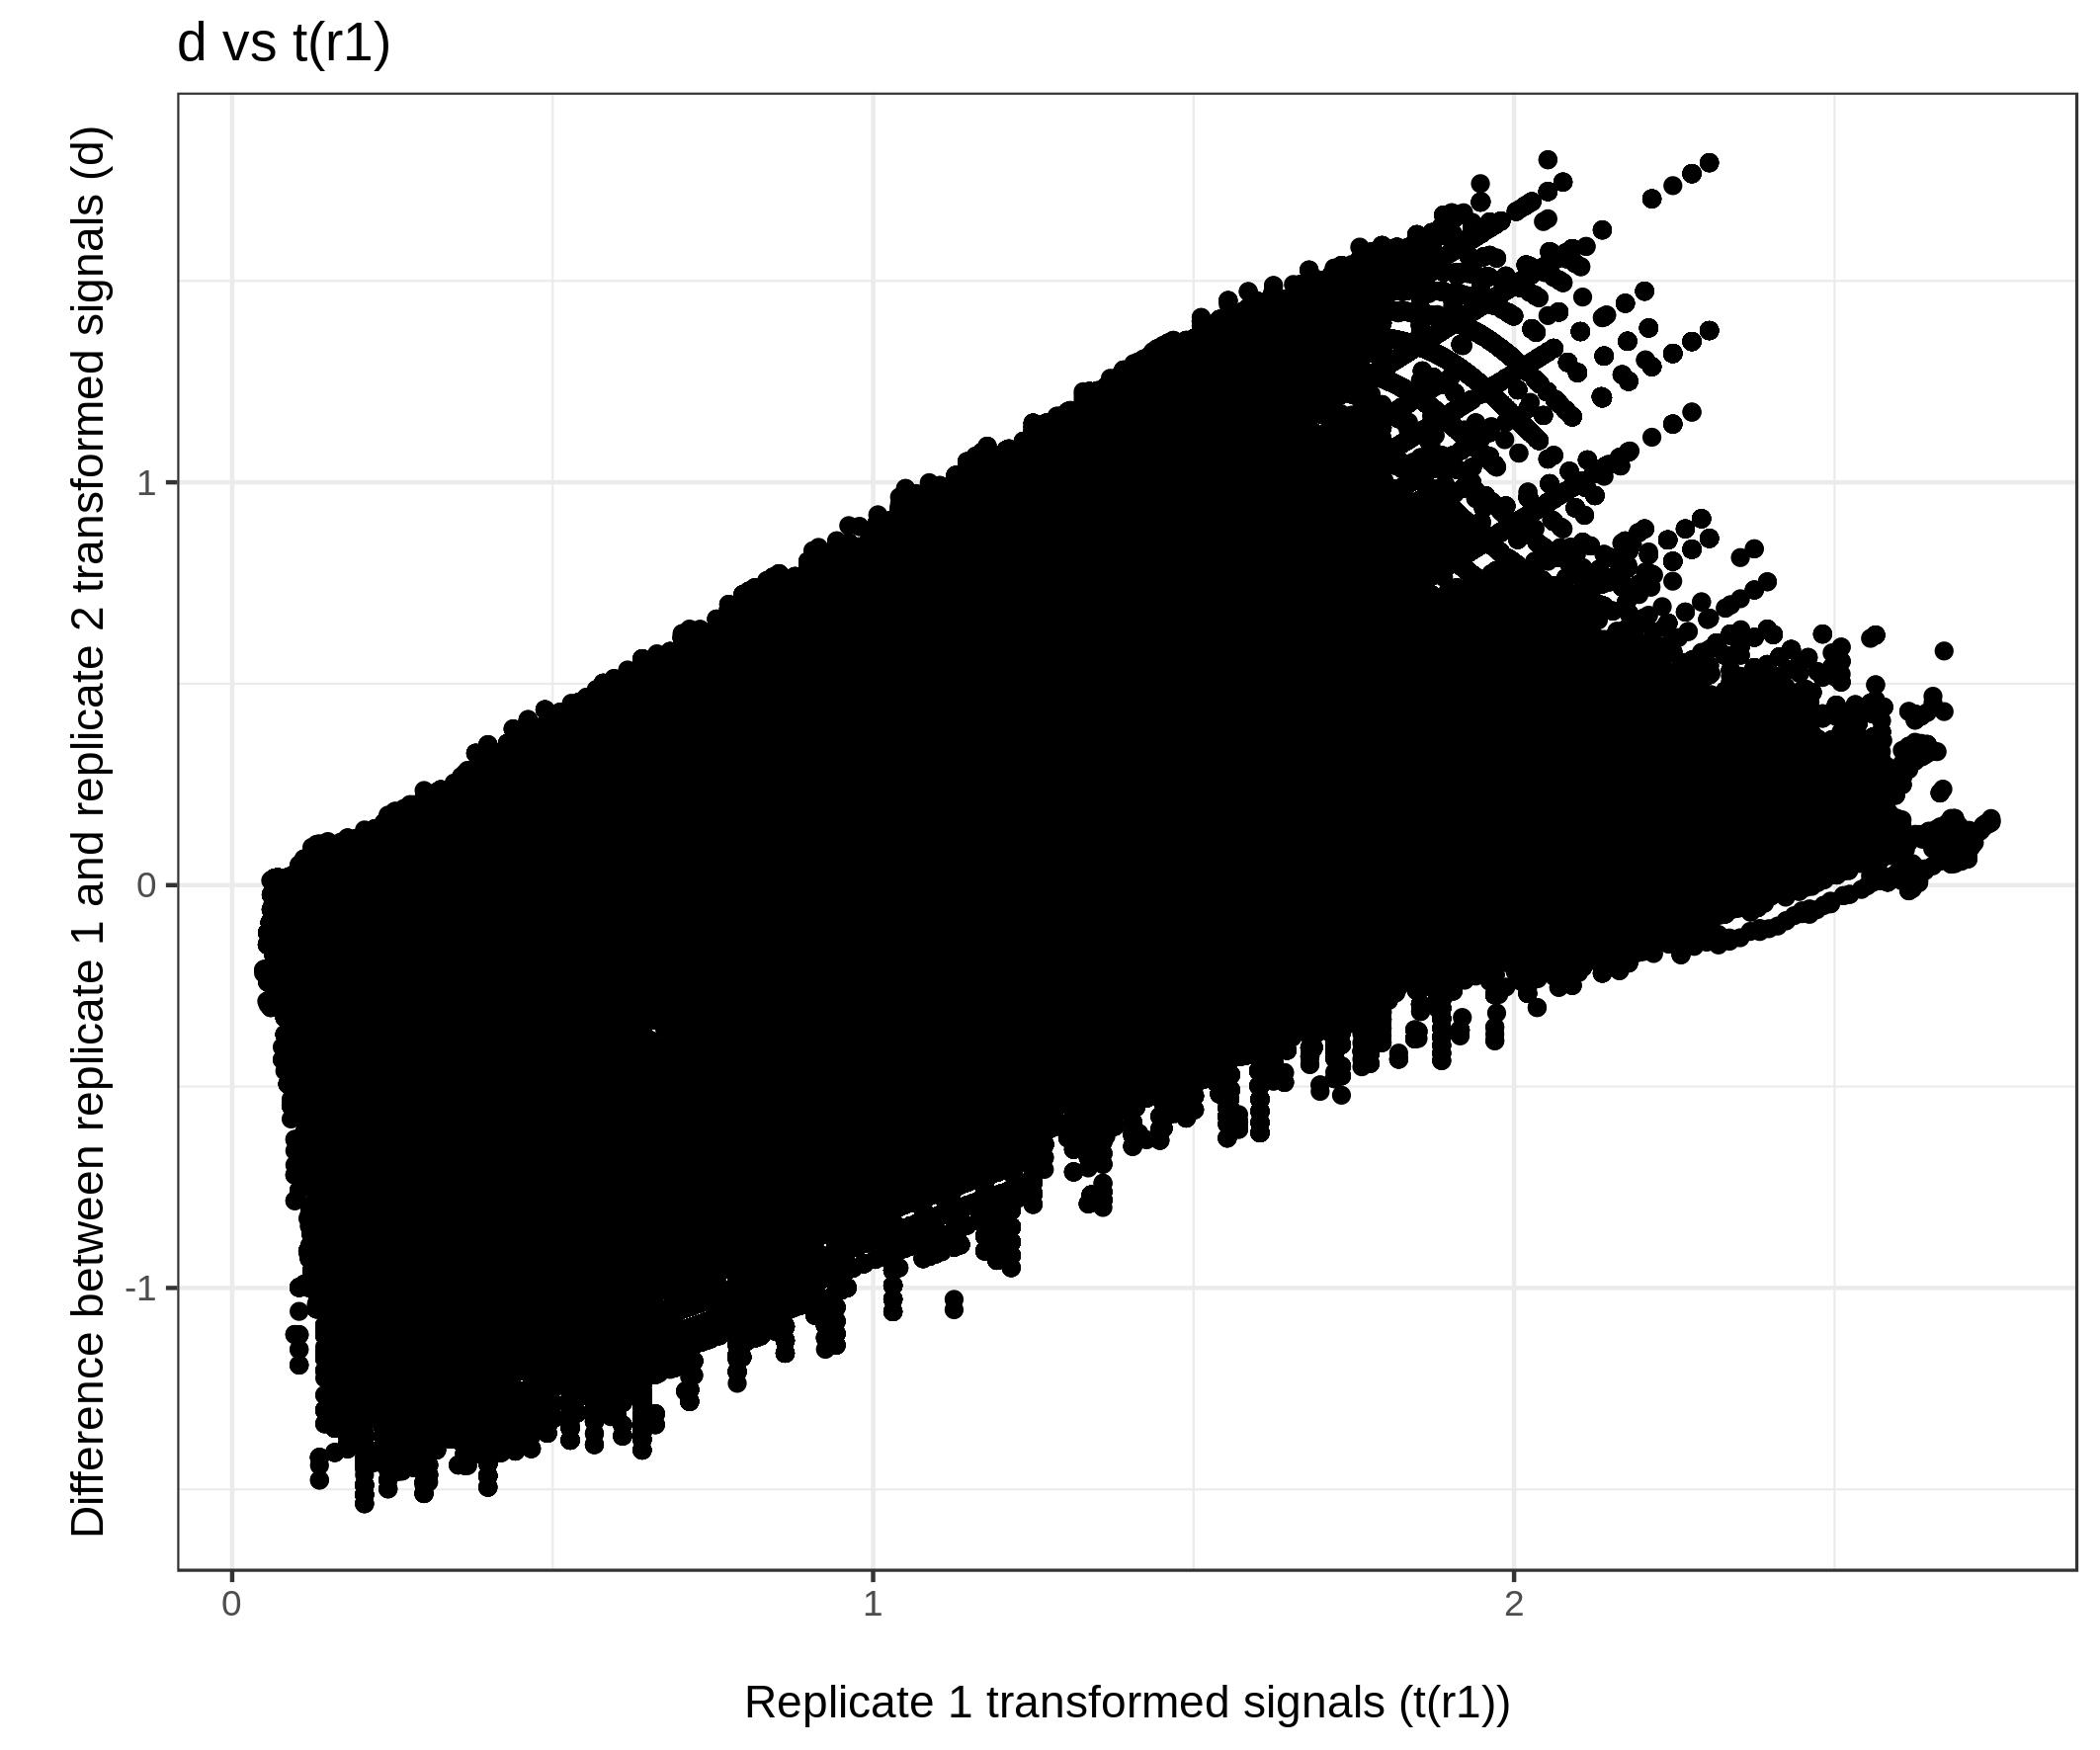 d vs t(r1)
Difference between replicate 1 and replicate 2 transformed signals (d)
1
0
-1
0
1
2
Replicate 1 transformed signals (t(r1))